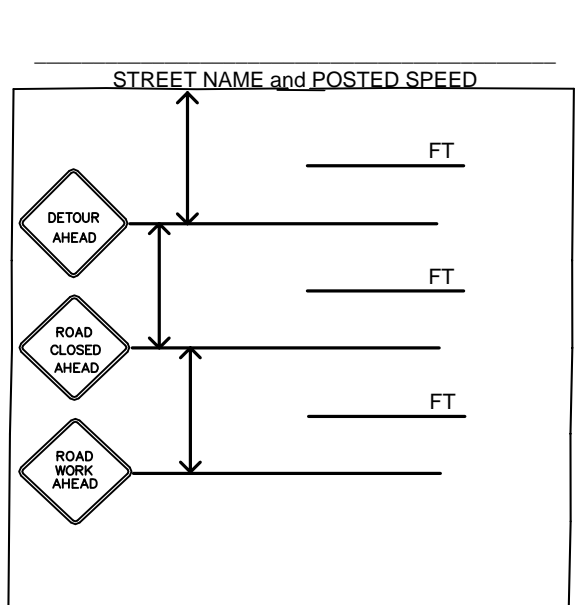 STREET NAME and POSTED SPEED
FT
DETOUR
AHEAD
FT
ROAD
CLOSED
AHEAD
FT
ROAD
WORK
AHEAD